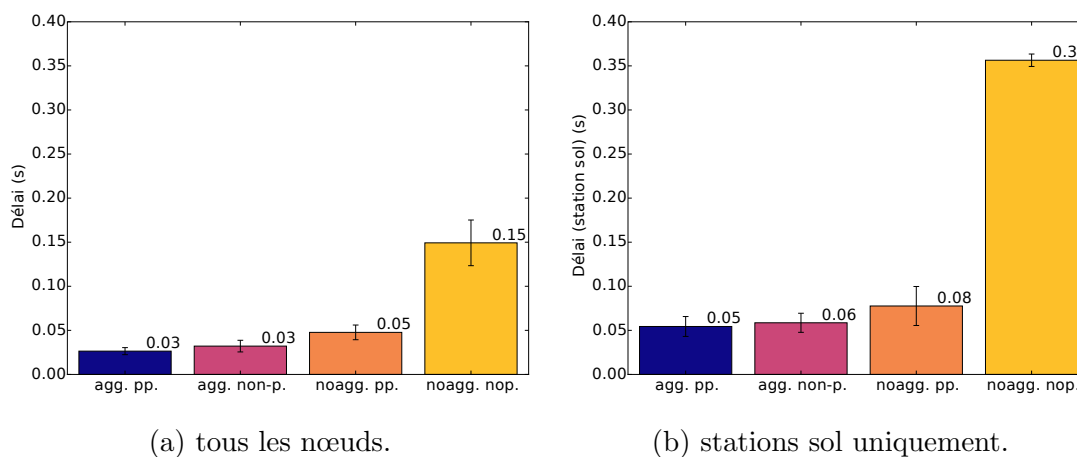 0.40
0.35
0.30
0.25
0.20
0.15
0.10
0.05
0.00
Délai (s)
0.03
0.03
0.05
0.15
agg. pp.
agg. non-p.
noagg. pp.
noagg. nop.
(a) tous les nœuds.
0.40
0.35
0.30
0.25
0.20
0.15
0.10
0.05
0.00
Délai (station sol) (s)
0.05
0.06
0.08
0.3
agg. pp.
agg. non-p.
noagg. pp.
noagg. nop.
(b) stations sol uniquement.